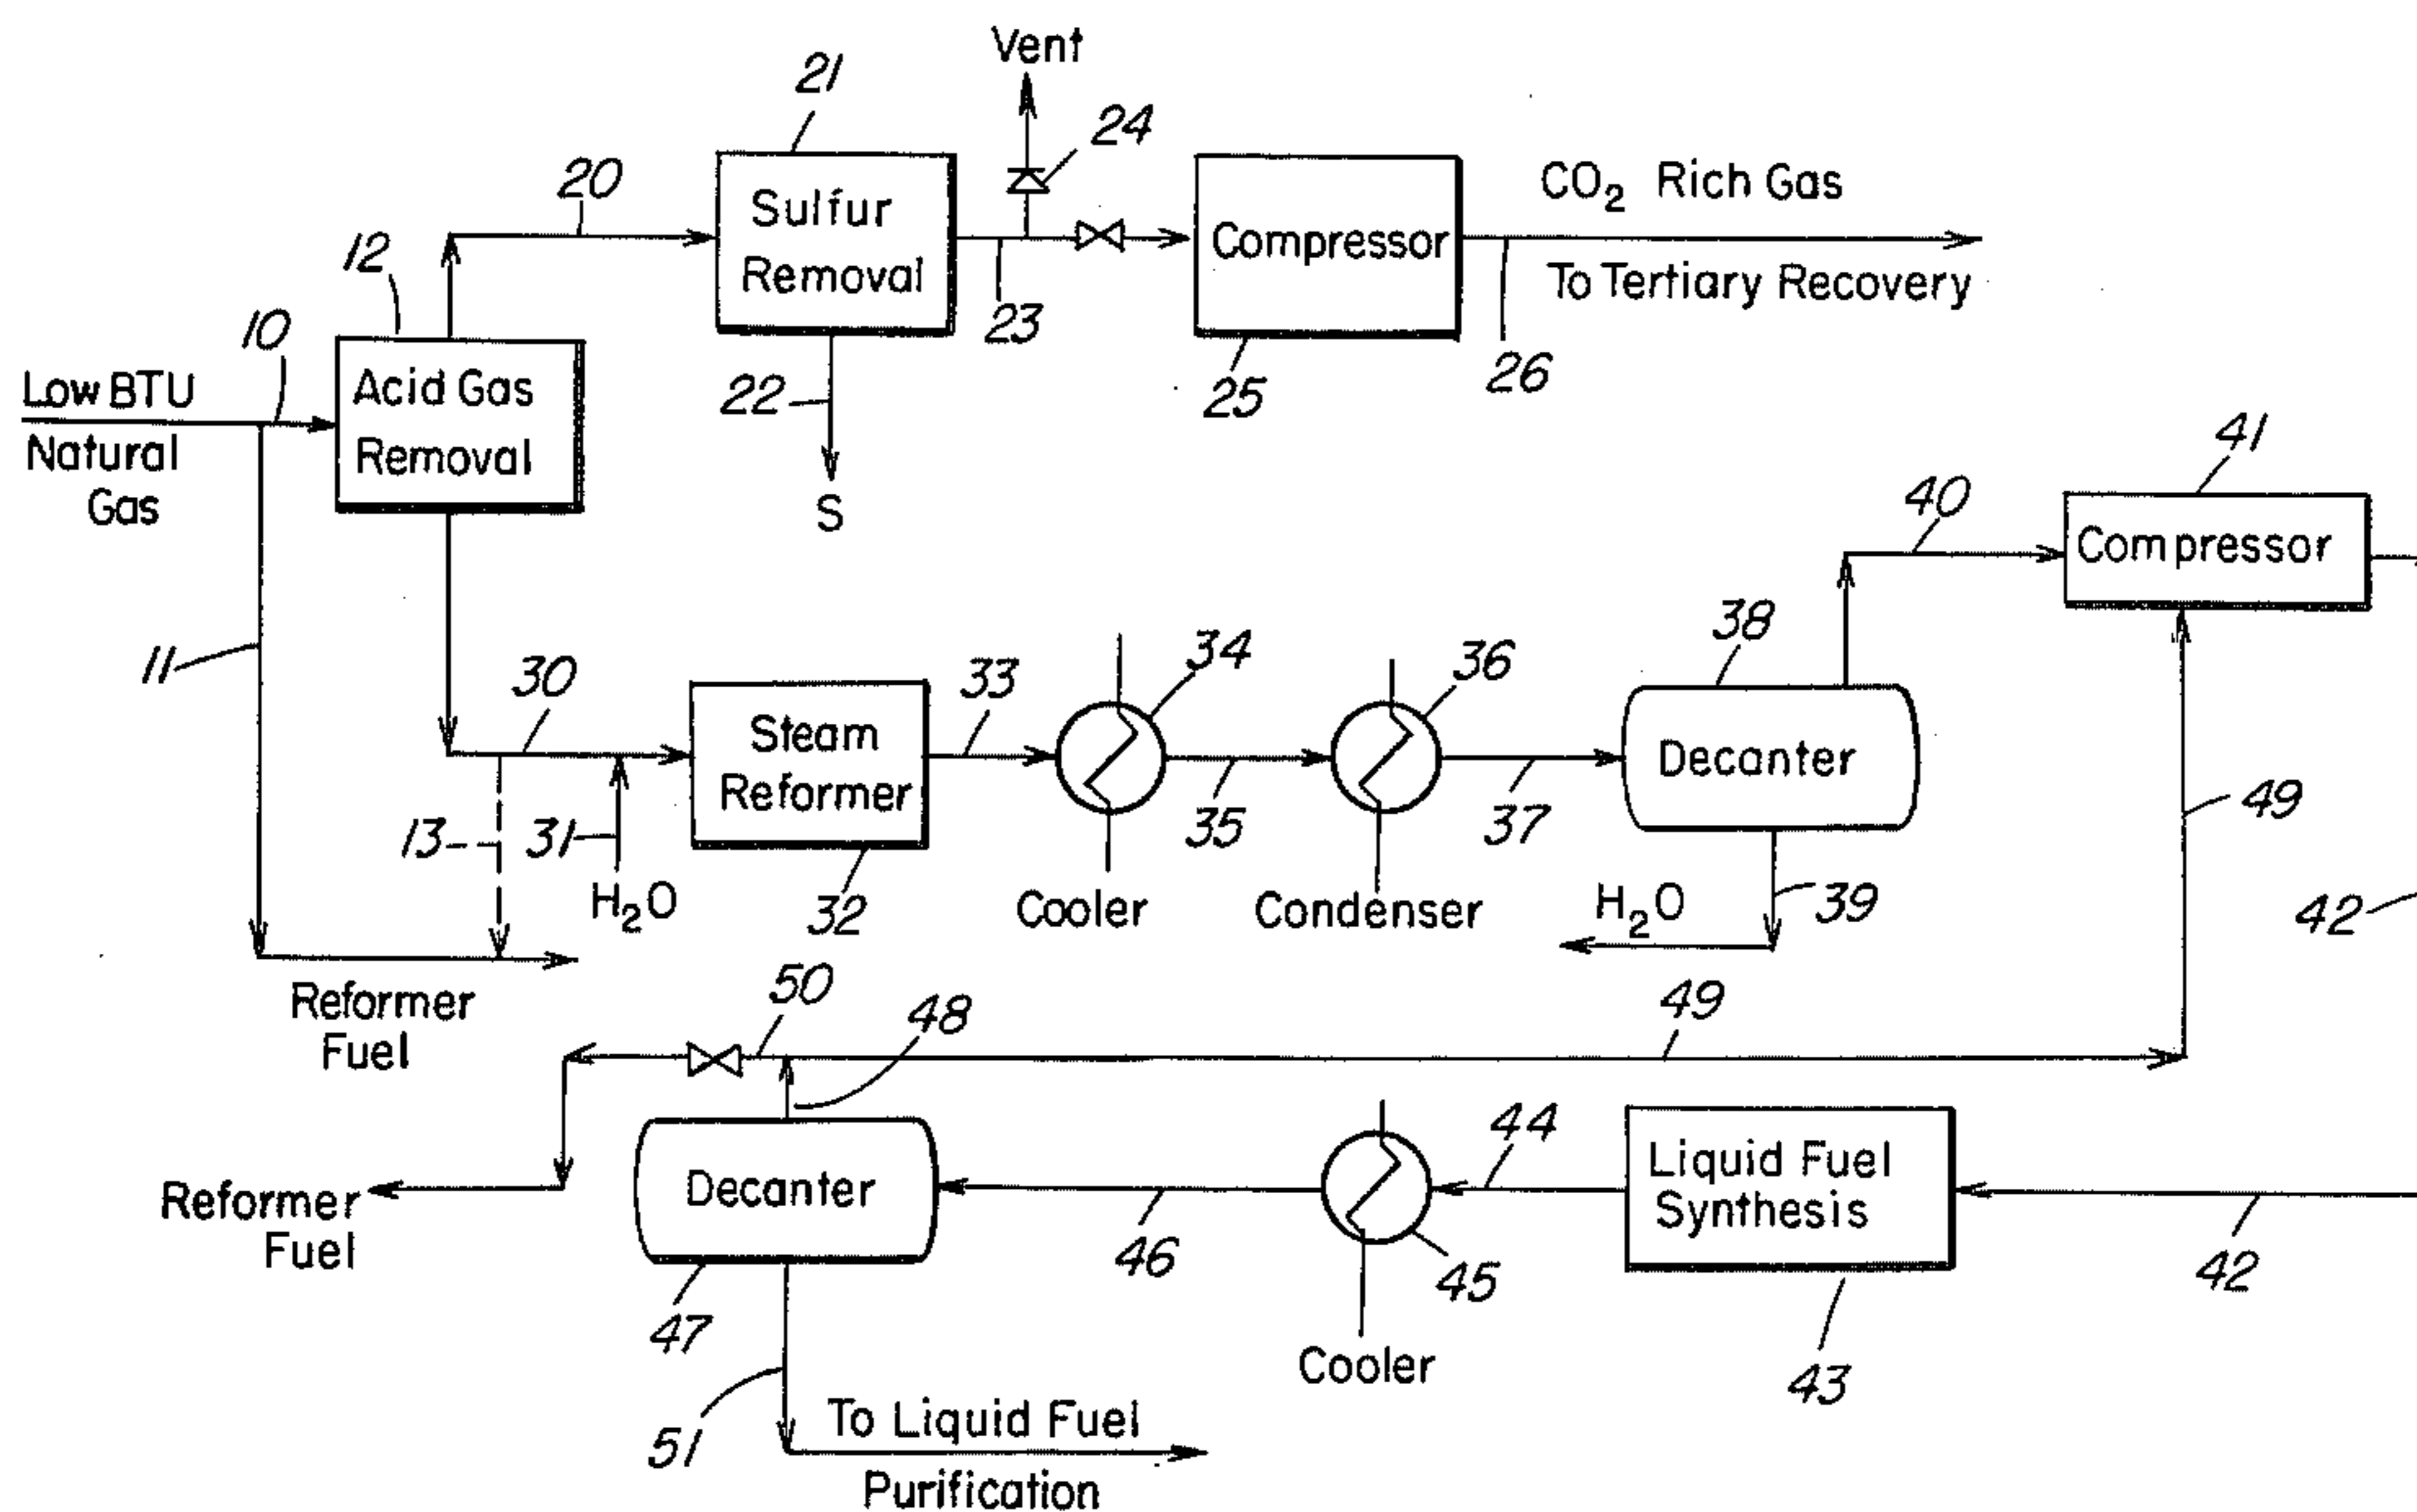 Vent
21
24
20
Sulfur
Removal
Compressor
CO₂ Rich Gas
To Tertiary Recovery
12
10
23
26
22
25
Low BTU
Natural
Gas
Acid Gas
Removal
S
41
40
Compressor
11
30
33
34
36
38
Steam
Reformer
Decanter
13
31
H₂O
32
35
37
49
Cooler
Condenser
H₂O
39
42
Reformer
Fuel
50
48
49
44
Liquid Fuel
Synthesis
Decanter
Reformer
Fuel
46
45
42
47
43
Cooler
51
To Liquid Fuel
Purification